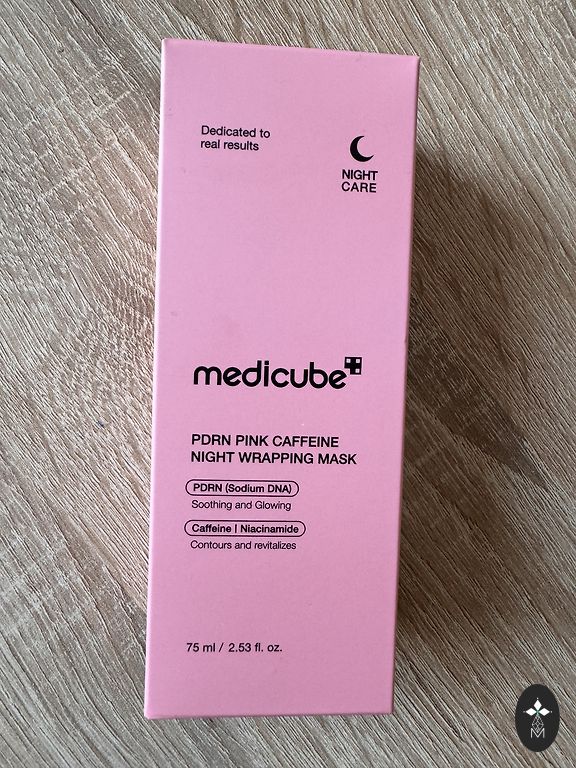 Dedicated to
real results
NIGHT
CARE
medicube
PDRN PINK CAFFEINE
NIGHT WRAPPING MASK
PDRN (Sodium DNA)
Soothing and Glowing
Caffeine | Niacinamide
Contours and revitalizes
75 ml / 2.53 fl. oz.
M